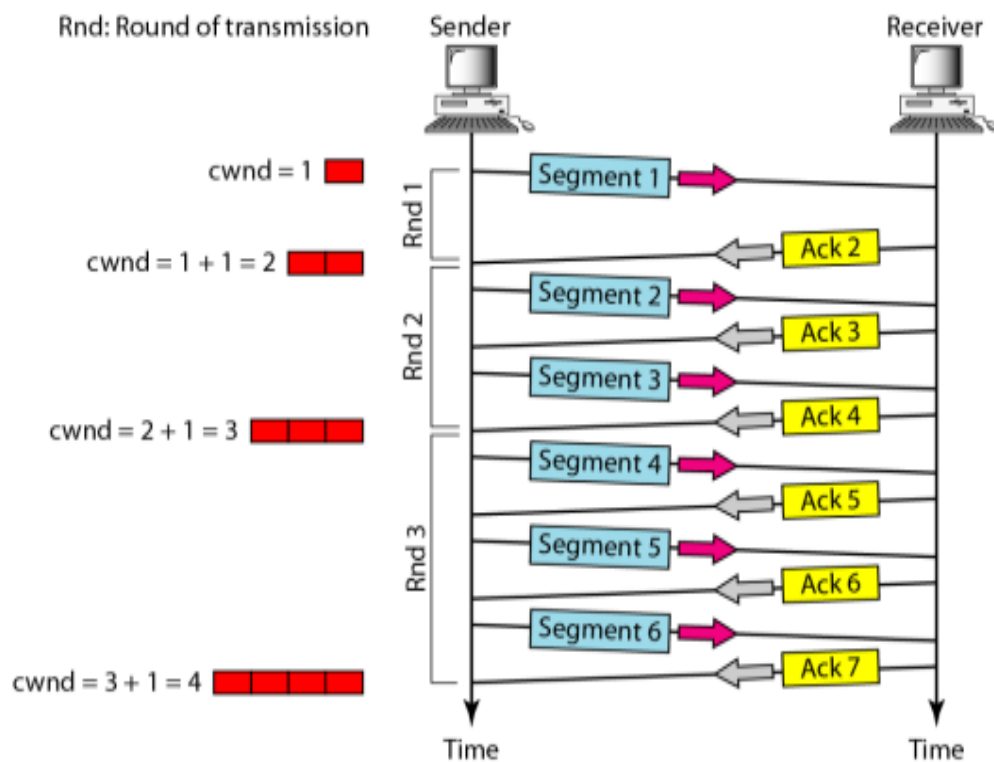 Rnd: Round of transmission
Sender
Receiver
cwnd = 1
Rnd 1
Segment 1
Ack 2
cwnd = 1 + 1 = 2
Rnd 2
Segment 2
Ack 3
Segment 3
Ack 4
cwnd = 2 + 1 = 3
Rnd 3
Segment 4
Ack 5
Segment 5
Ack 6
Segment 6
Ack 7
cwnd = 3 + 1 = 4
Time
Time